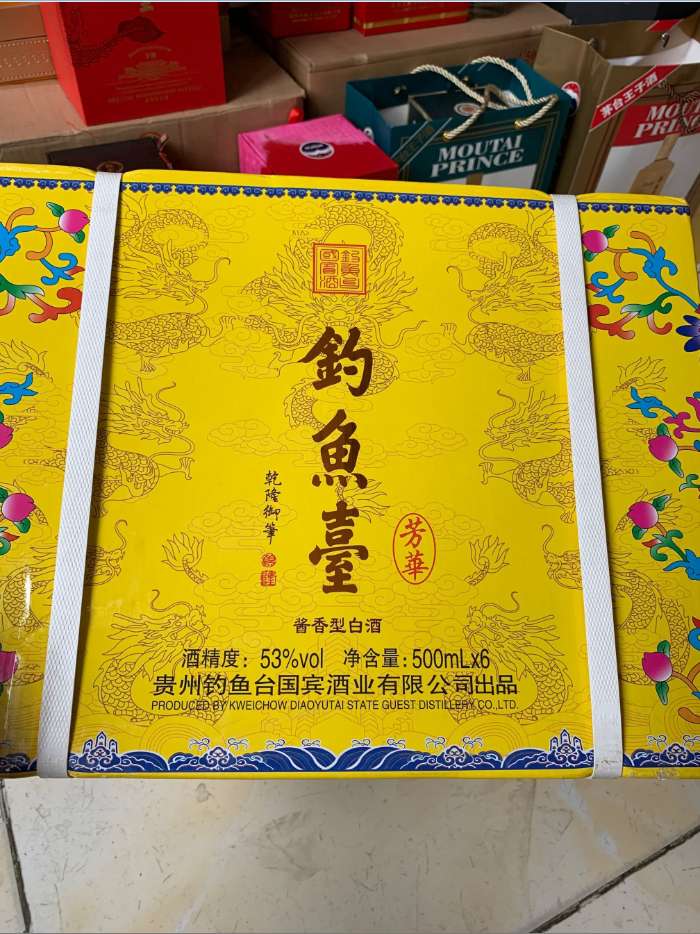 茅台王子酒
MOUTAI
PRINCE
MOUTAI
PRINCE
釣魚臺
乾隆御筆
芳華
酱香型白酒
酒精度：53%vol 净含量：500mLx6
贵州钓鱼台国宾酒业有限公司出品
PRODUCED BY KWEICHOW DIAOYUTAI STATE GUEST DISTILLERY CO.,LTD.